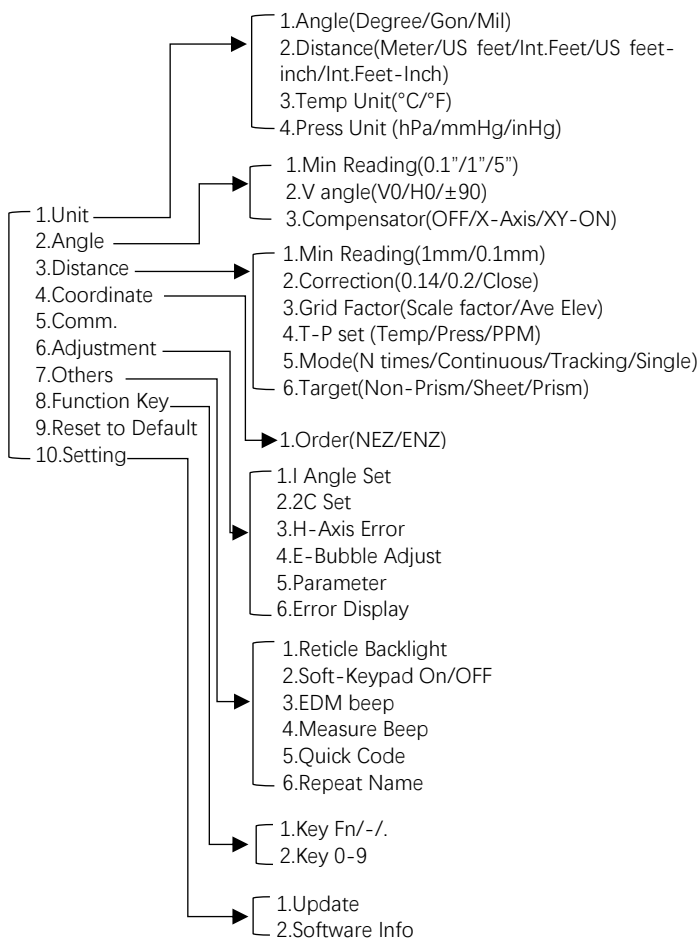 1.Angle(Degree/Gon/Mil)
2.Distance(Meter/US feet/Int.Feet/US feet-
inch/Int.Feet-Inch)
3.Temp Unit(°C/°F)
4.Press Unit (hPa/mmHg/inHg)
1.Min Reading(0.1”/1”/5”)
2.V angle(V0/H0/±90)
3.Compensator(OFF/X-Axis/XY-ON)
1.Unit
2.Angle
3.Distance
4.Coordinate
5.Comm.
6.Adjustment
7.Others
8.Function Key
9.Reset to Default
10.Setting
1.Min Reading(1mm/0.1mm)
2.Correction(0.14/0.2/Close)
3.Grid Factor(Scale factor/Ave Elev)
4.T-P set (Temp/Press/PPM)
5.Mode(N times/Continuous/Tracking/Single)
6.Target(Non-Prism/Sheet/Prism)
1.Order(NEZ/ENZ)
1.I Angle Set
2.2C Set
3.H-Axis Error
4.E-Bubble Adjust
5.Parameter
6.Error Display
1.Reticle Backlight
2.Soft-Keypad On/OFF
3.EDM beep
4.Measure Beep
5.Quick Code
6.Repeat Name
1.Key Fn/-/.
2.Key 0-9
1.Update
2.Software Info